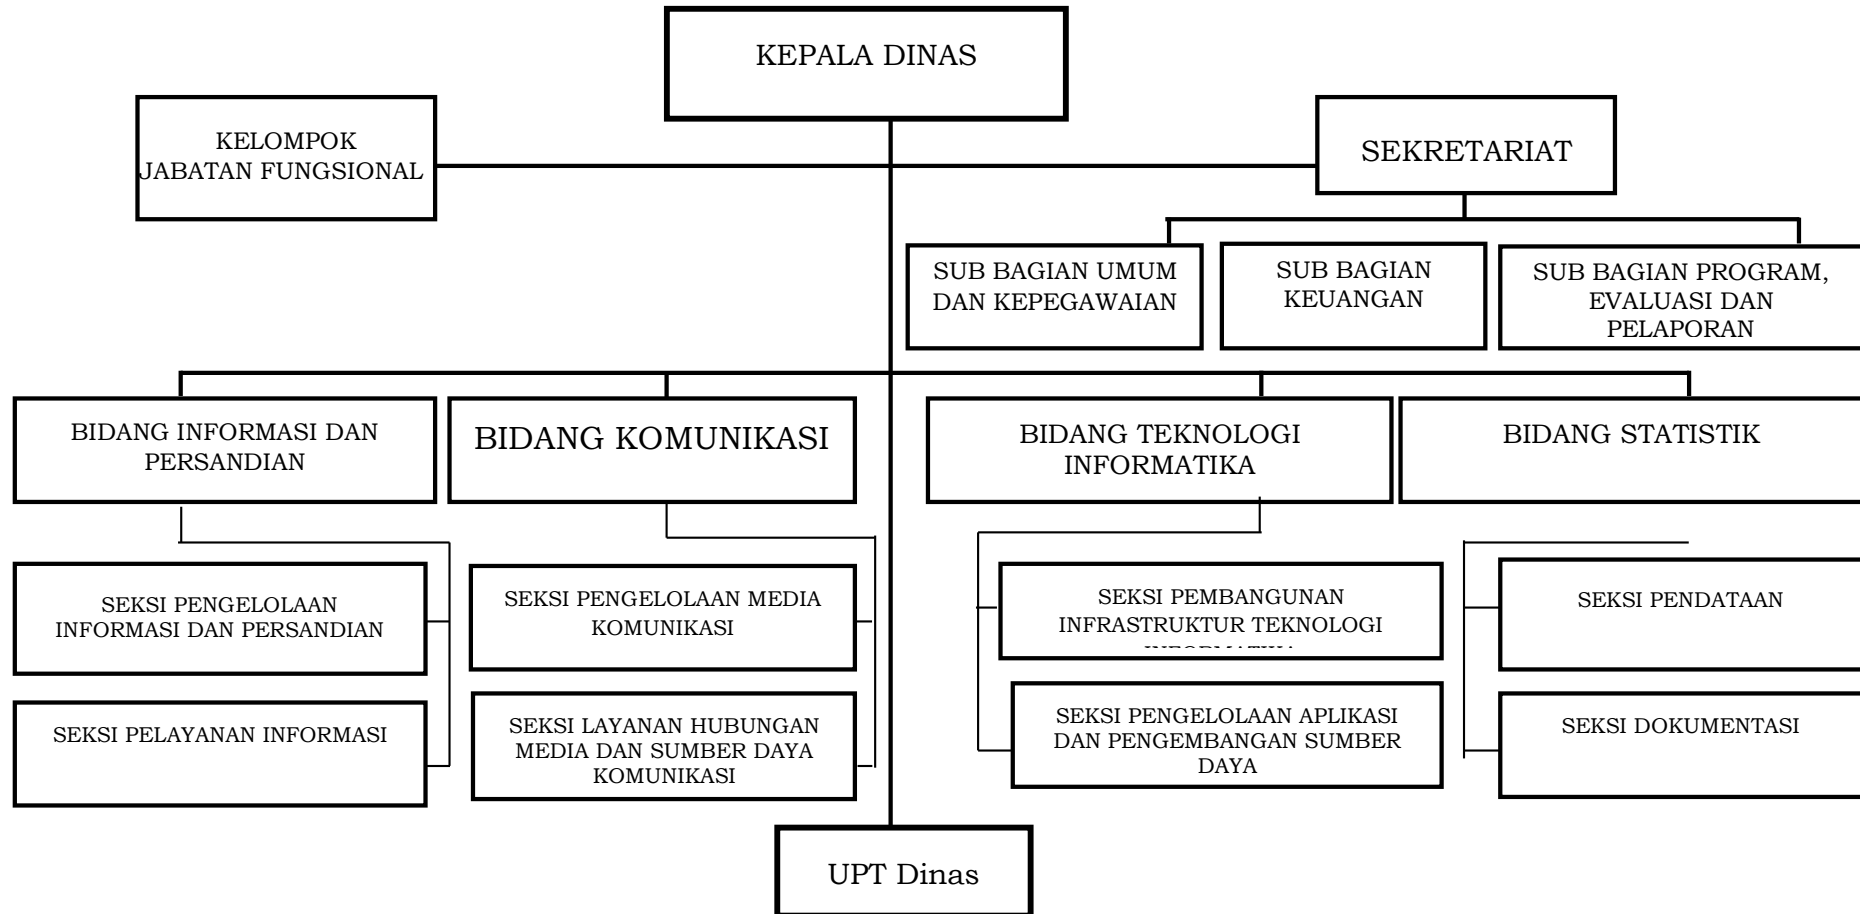 KEPALA DINAS
KELOMPOK
JABATAN FUNGSIONAL
SEKRETARIAT
SUB BAGIAN UMUM
DAN KEPEGAWAIAN
SUB BAGIAN
KEUANGAN
SUB BAGIAN PROGRAM,
EVALUASI DAN
PELAPORAN
BIDANG INFORMASI DAN
PERSANDIAN
BIDANG KOMUNIKASI
BIDANG TEKNOLOGI
INFORMATIKA
BIDANG STATISTIK
SEKSI PENGELOLAAN
INFORMASI DAN PERSANDIAN
SEKSI PENGELOLAAN MEDIA
KOMUNIKASI
SEKSI PEMBANGUNAN
INFRASTRUKTUR TEKNOLOGI
SEKSI PENDATAAN
SEKSI PELAYANAN INFORMASI
SEKSI LAYANAN HUBUNGAN
MEDIA DAN SUMBER DAYA
KOMUNIKASI
SEKSI PENGELOLAAN APLIKASI
DAN PENGEMBANGAN SUMBER
DAYA
SEKSI DOKUMENTASI
UPT Dinas